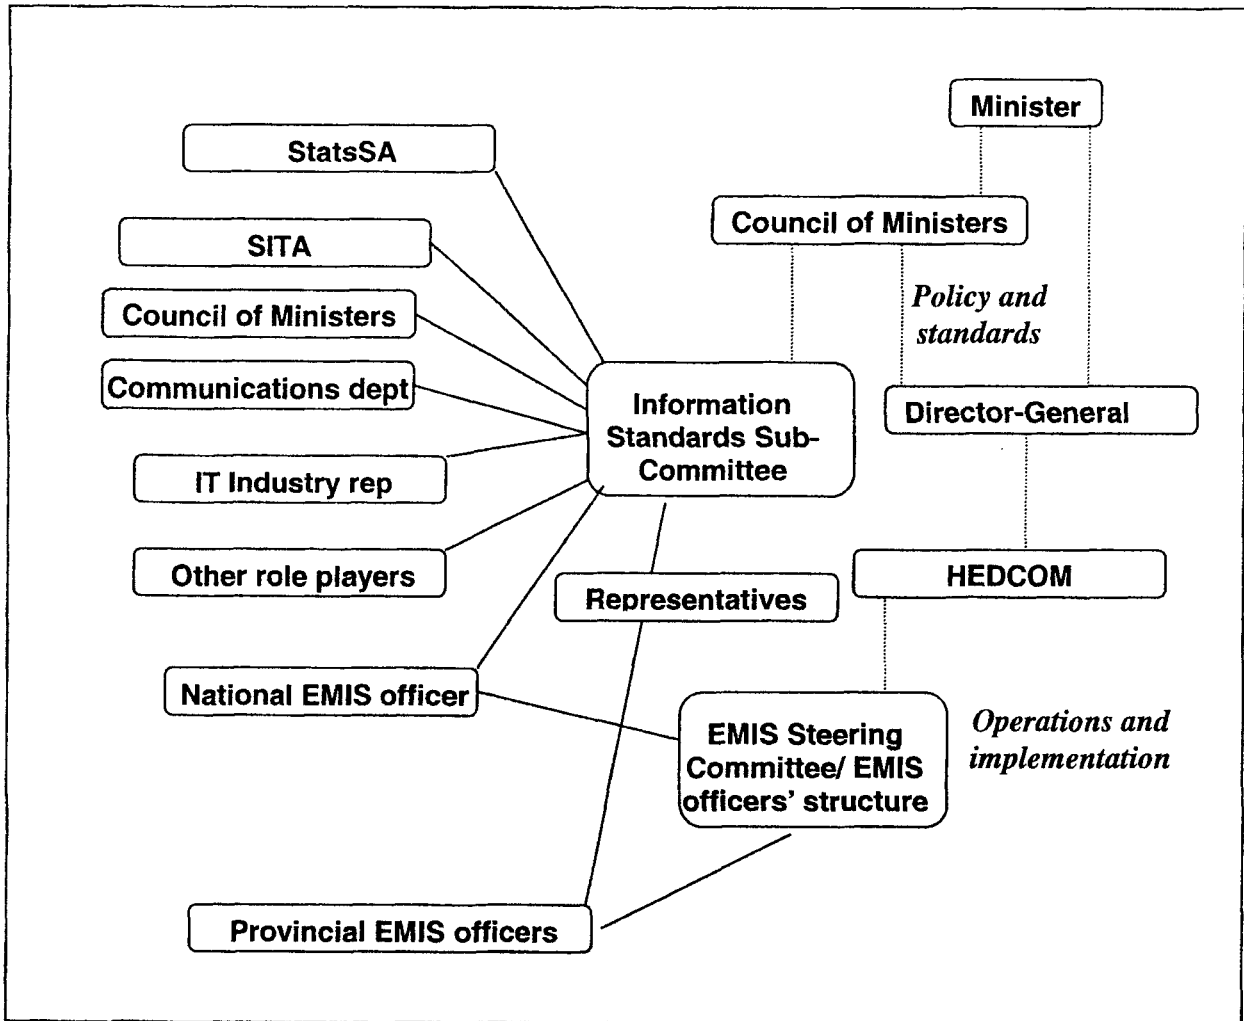 Minister
StatsSA
Council of Ministers
SITA
Policy and
standards
Council of Ministers
Communications dept
Information
Standards Sub-
Committee
Director-General
IT Industry rep
Other role players
HEDCOM
Representatives
National EMIS officer
EMIS Steering
Committee/ EMIS
officers’ structure
Operations and
implementation
Provincial EMIS officers